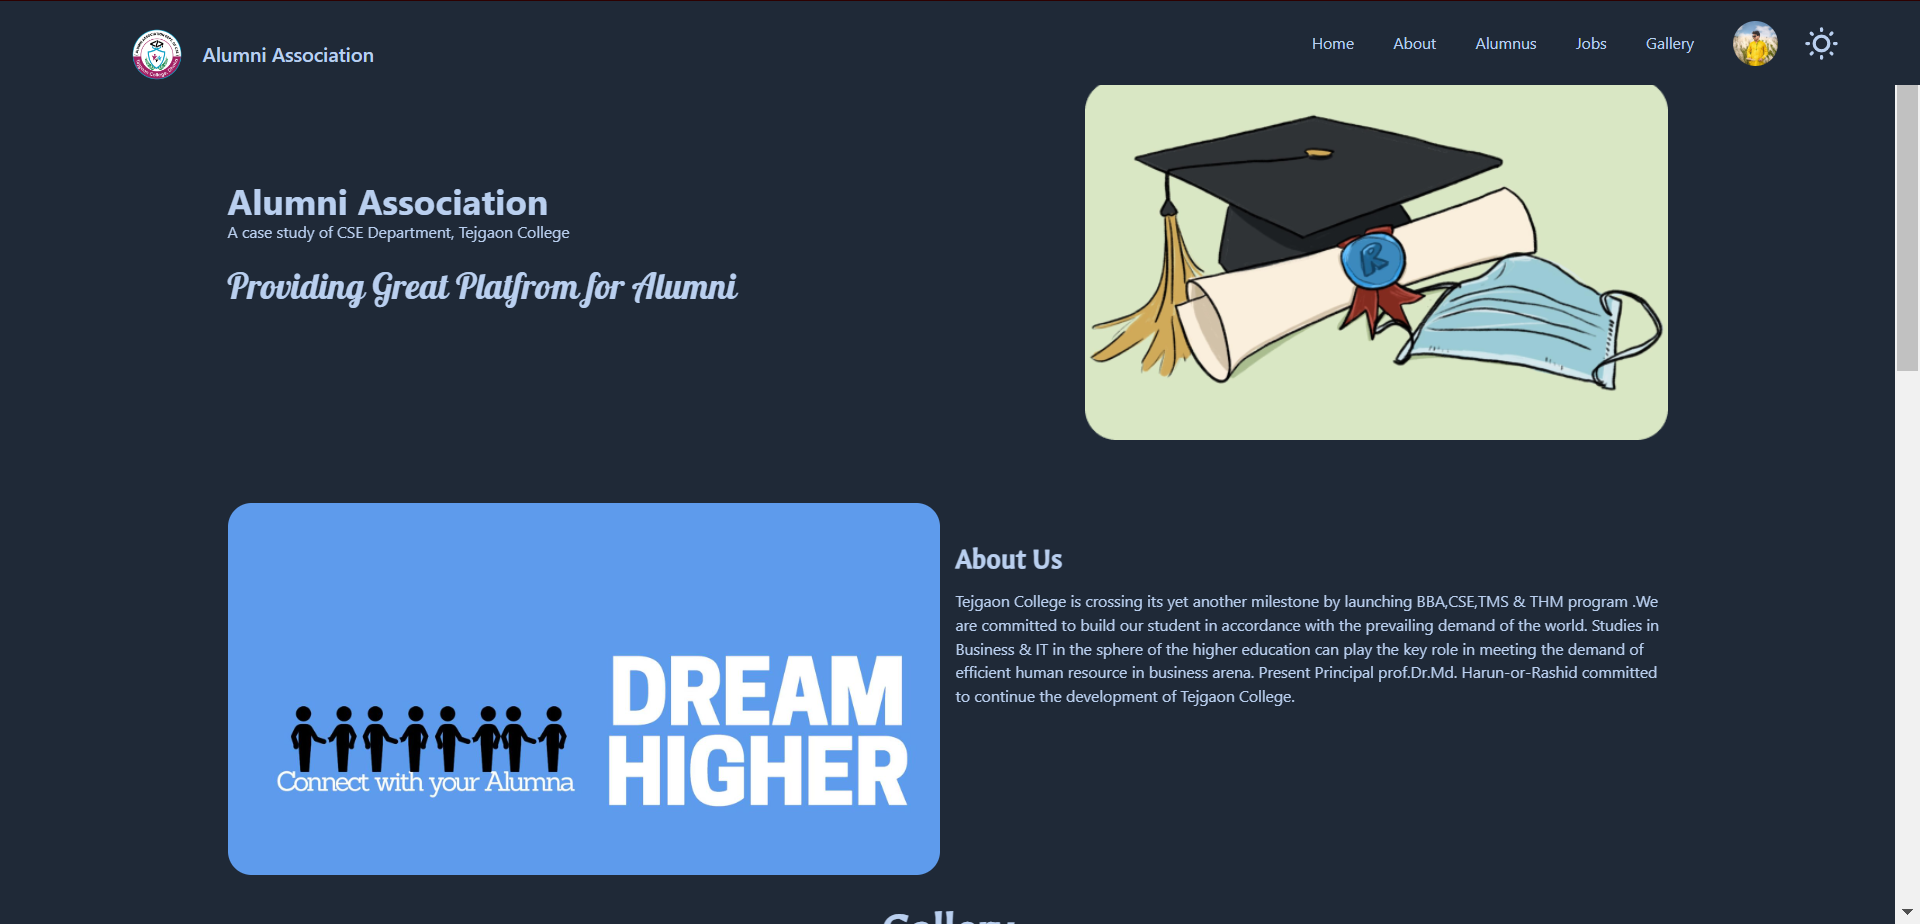 Alumni Association
Home
About
Alumnus
Jobs
Gallery
Alumni Association
A case study of CSE Department, Tejgaon College
Providing Great Platfrom for Alumni
R
DREAM
HIGHER
Connect with your Alumna
About Us
Tejgaon College is crossing its yet another milestone by launching BBA,CSE,TMS & THM program .We
are committed to build our student in accordance with the prevailing demand of the world. Studies in
Business & IT in the sphere of the higher education can play the key role in meeting the demand of
efficient human resource in business arena. Present Principal prof.Dr.Md. Harun-or-Rashid committed
to continue the development of Tejgaon College.
Gallery